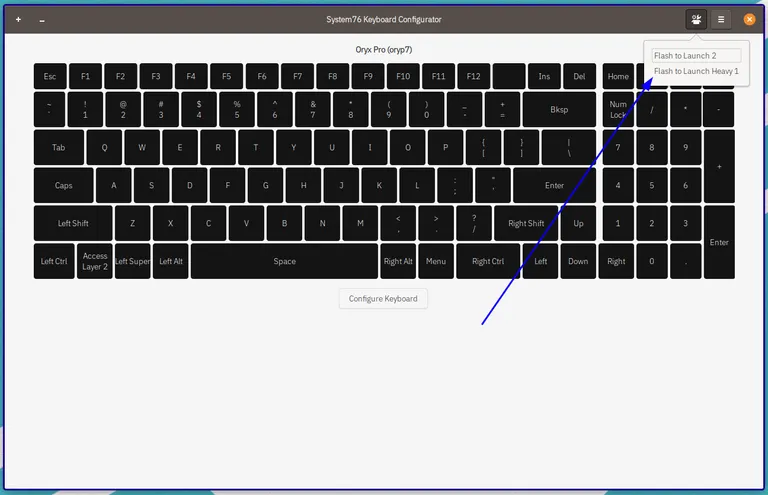 System76 Keyboard Configurator
Oryx Pro (oryp7)
Flash to Launch 2
Flash to Launch Heavy 1
Esc F1 F2 F3 F4 F5 F6 F7 F8 F9 F10 F11 F12 Ins Del Home
~ ! @ # $ % ^ & * ( ) _ +
` 1 2 3 4 5 6 7 8 9 0 - = Bksp Num Lock / * -
Tab Q W E R T Y U I O P { } |
[ ] \ 7 8 9 +
Caps A S D F G H J K L : "
; ' Enter 4 5 6
Left Shift Z X C V B N M < > ?
, . / Right Shift Up 1 2 3 Enter
Left Ctrl Access Layer 2 Left Super Left Alt Space Right Alt Menu Right Ctrl Left Down Right 0 .
Configure Keyboard